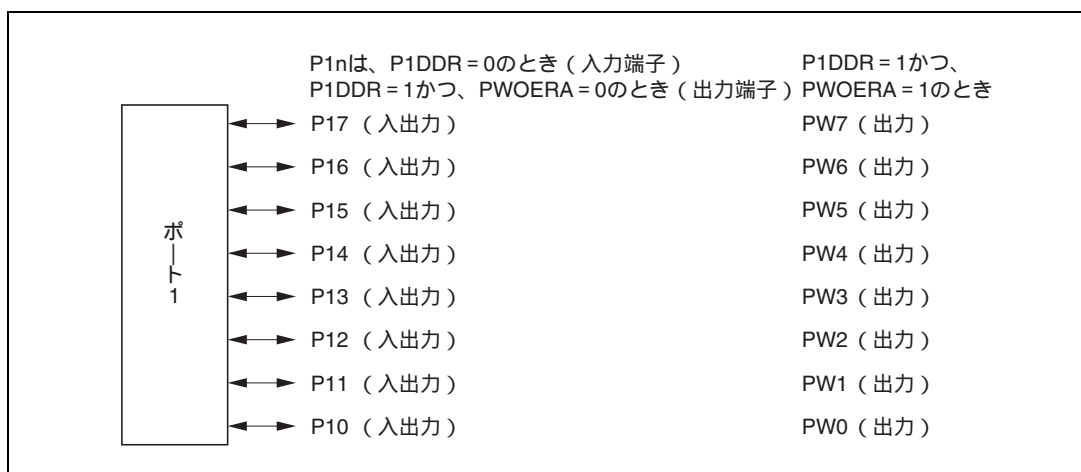 P1nは、P1DDR = 0のとき ( 入力端子 ) P1DDR = 1かつ、
P1DDR = 1かつ、PWOERA = 0のとき ( 出力端子 ) PWOERA = 1のとき
ポート1
P17 ( 入出力 ) PW7 ( 出力 )
P16 ( 入出力 ) PW6 ( 出力 )
P15 ( 入出力 ) PW5 ( 出力 )
P14 ( 入出力 ) PW4 ( 出力 )
P13 ( 入出力 ) PW3 ( 出力 )
P12 ( 入出力 ) PW2 ( 出力 )
P11 ( 入出力 ) PW1 ( 出力 )
P10 ( 入出力 ) PW0 ( 出力 )